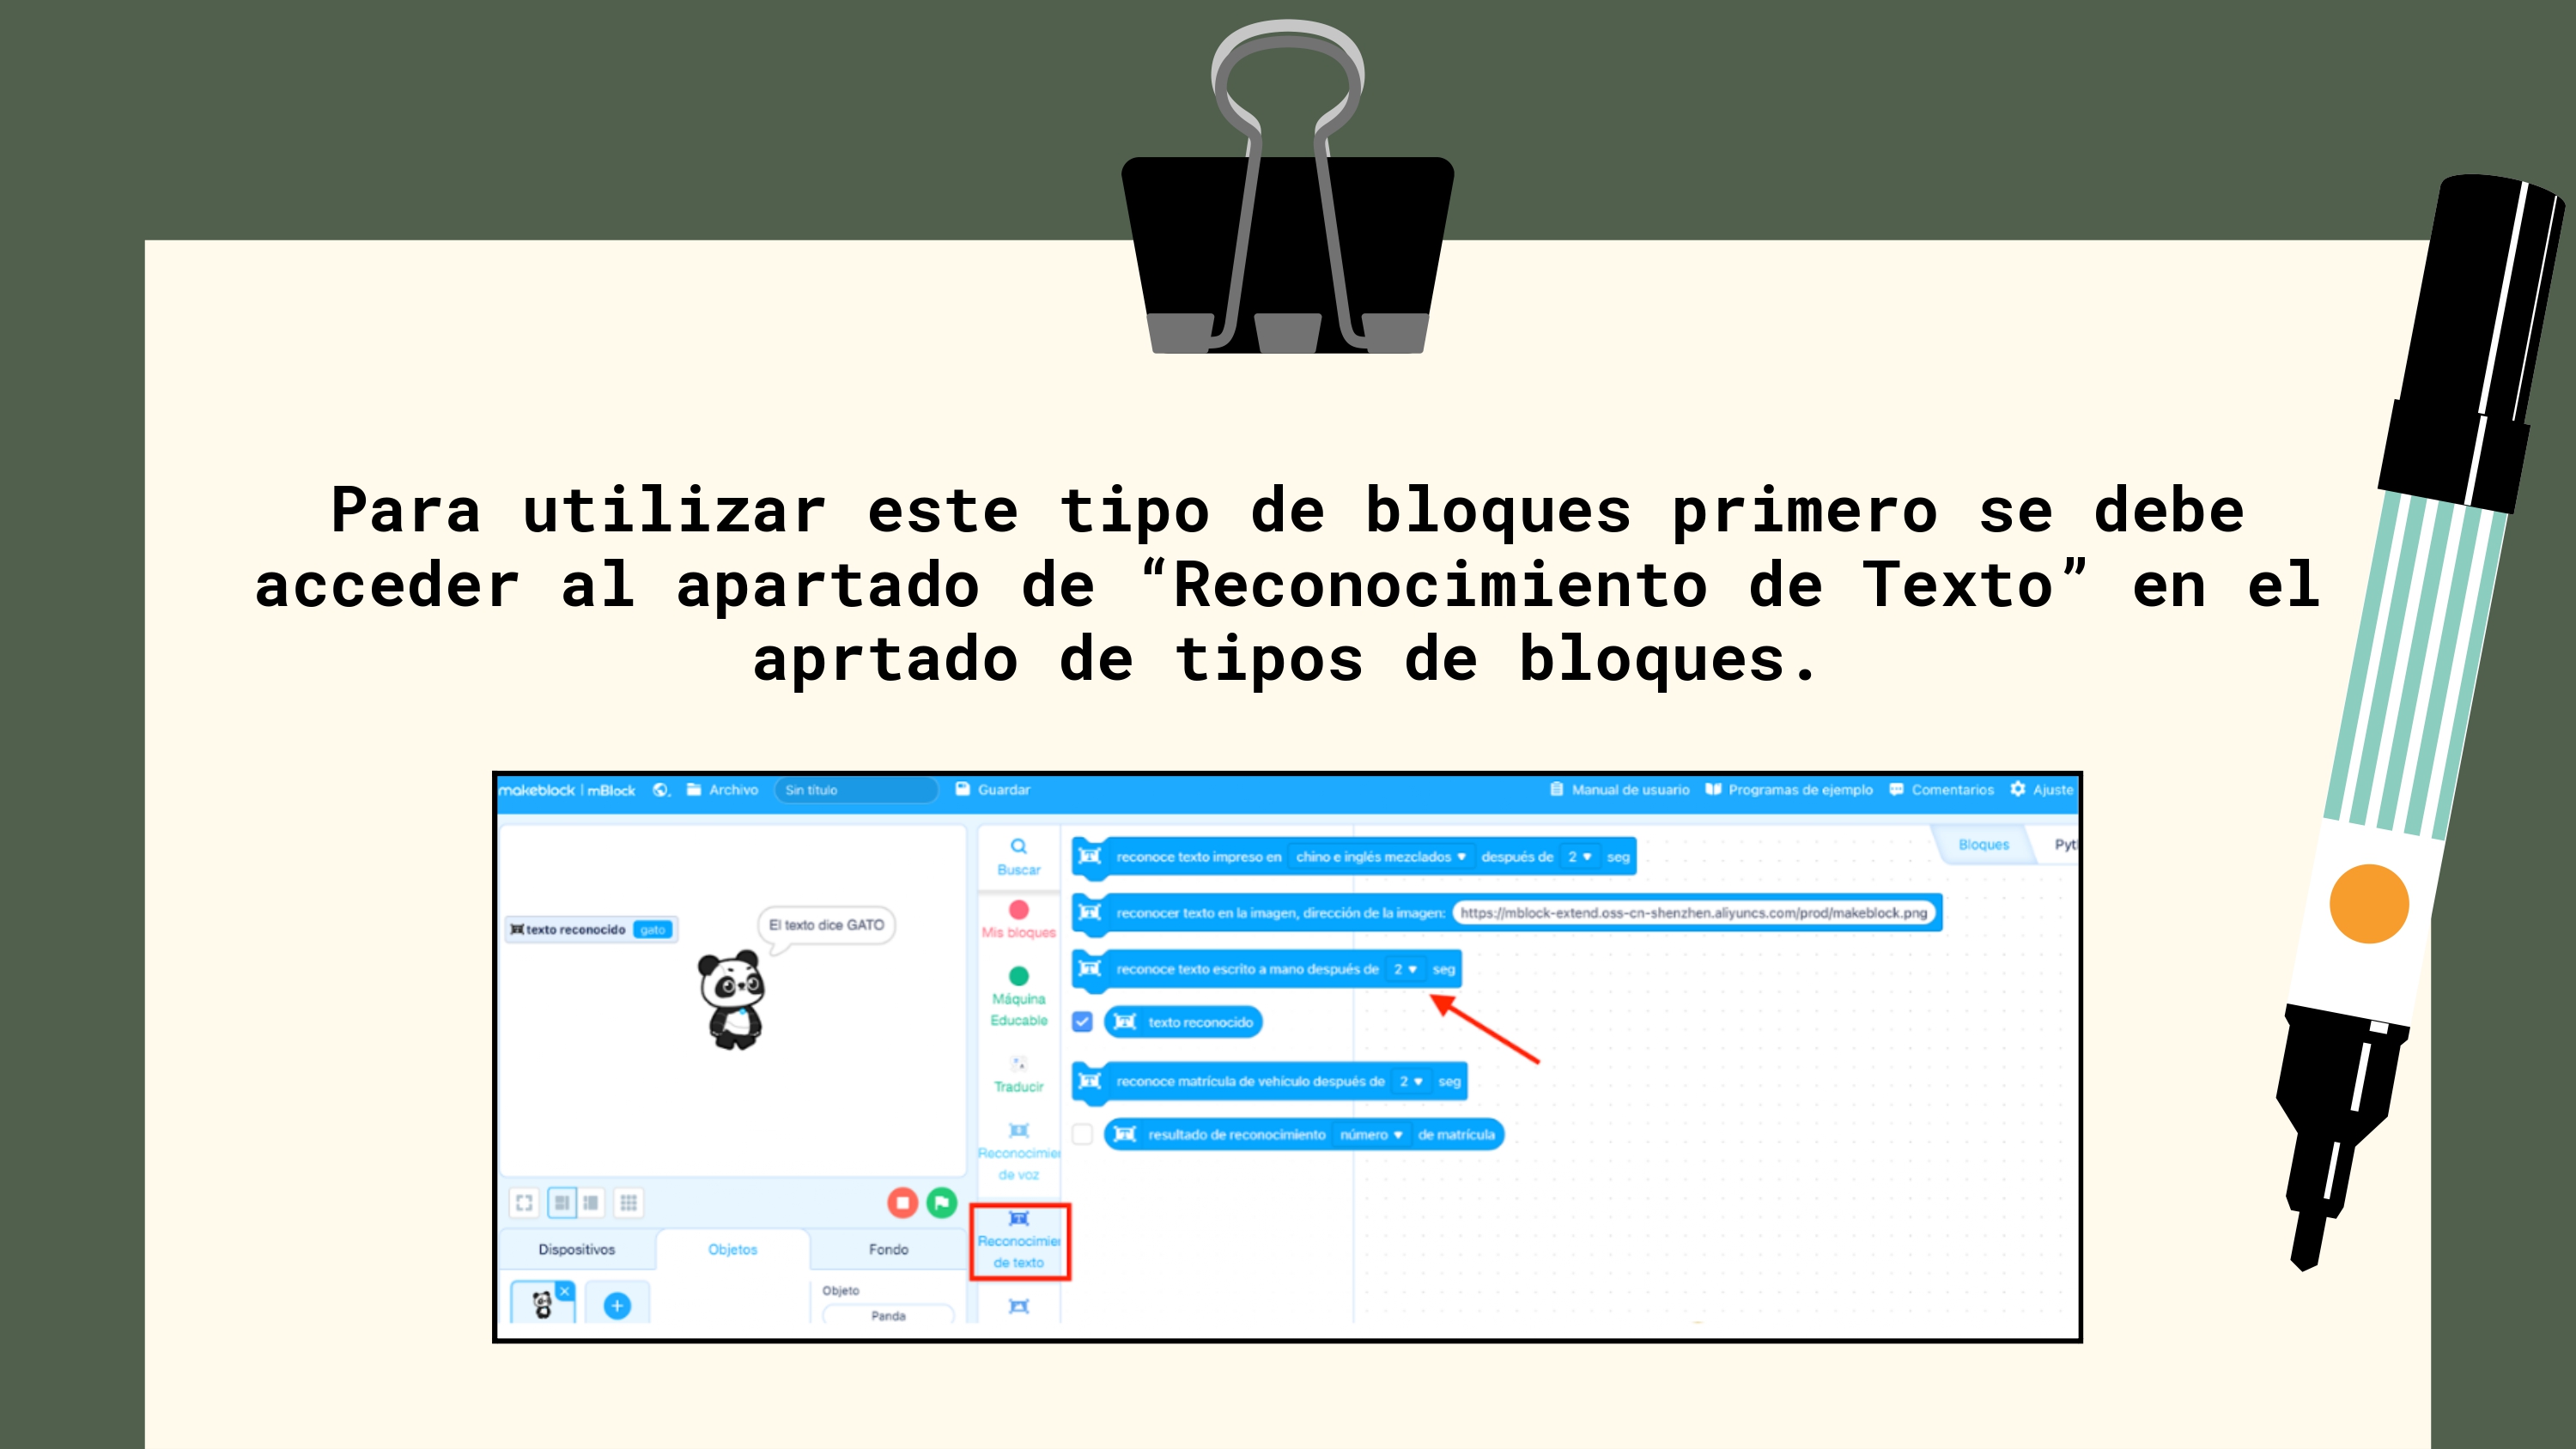 Para utilizar este tipo de bloques primero se debe
acceder al apartado de “Reconocimiento de Texto” en el
aprtado de tipos de bloques.
makeblock | mBlock Archivo Sin título Guardar Manual de usuario Programas de ejemplo Comentarios Ajuste
texto reconocido gato
El texto dice GATO
Dispositivos Objetos Fondo
Objeto
Panda
Buscar
Mis bloques
Máquina
Educable
Traducir
Reconocimie
de voz
Reconocimie
de texto
reconoce texto impreso en chino e inglés mezclados después de 2 seg
reconocer texto en la imagen, dirección de la imagen: https://mblock-extend.oss-cn-shenzhen.aliyuncs.com/prod/makeblock.png
reconoce texto escrito a mano después de 2 seg
texto reconocido
reconoce matrícula de vehículo después de 2 seg
resultado de reconocimiento número de matrícula
Bloques Pyt